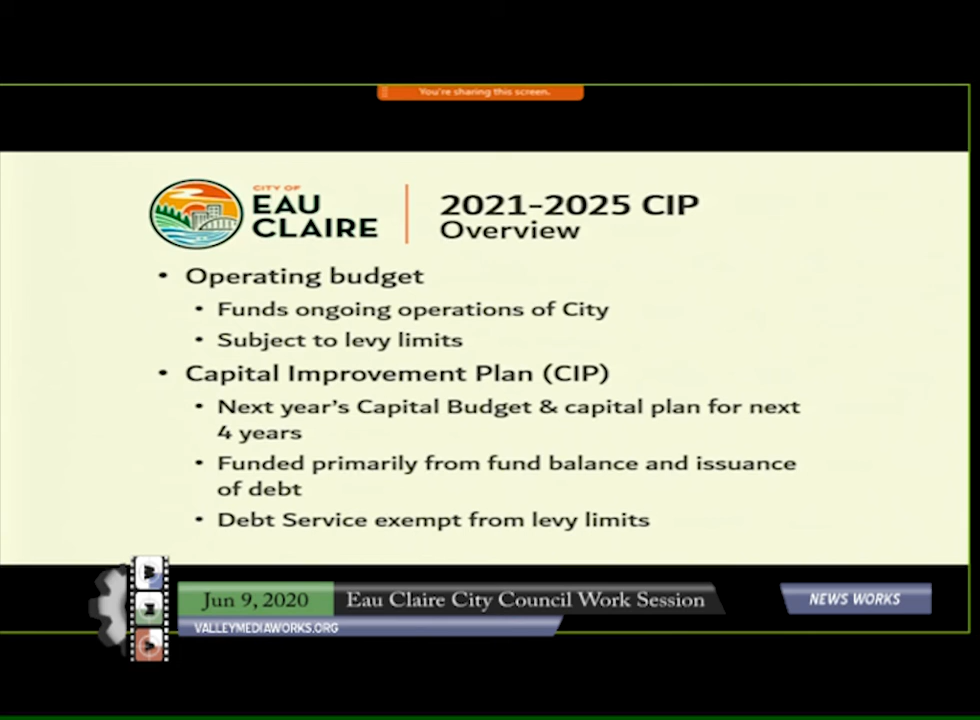 You're sharing this screen.
CITY OF
EAU
CLAIRE
2021-2025 CIP
Overview
• Operating budget
• Funds ongoing operations of City
• Subject to levy limits
• Capital Improvement Plan (CIP)
• Next year's Capital Budget & capital plan for next
4 years
• Funded primarily from fund balance and issuance
of debt
• Debt Service exempt from levy limits
Jun 9, 2020
Eau Claire City Council Work Session
NEWS WORKS
VALLEYMEDIAWORKS.ORG